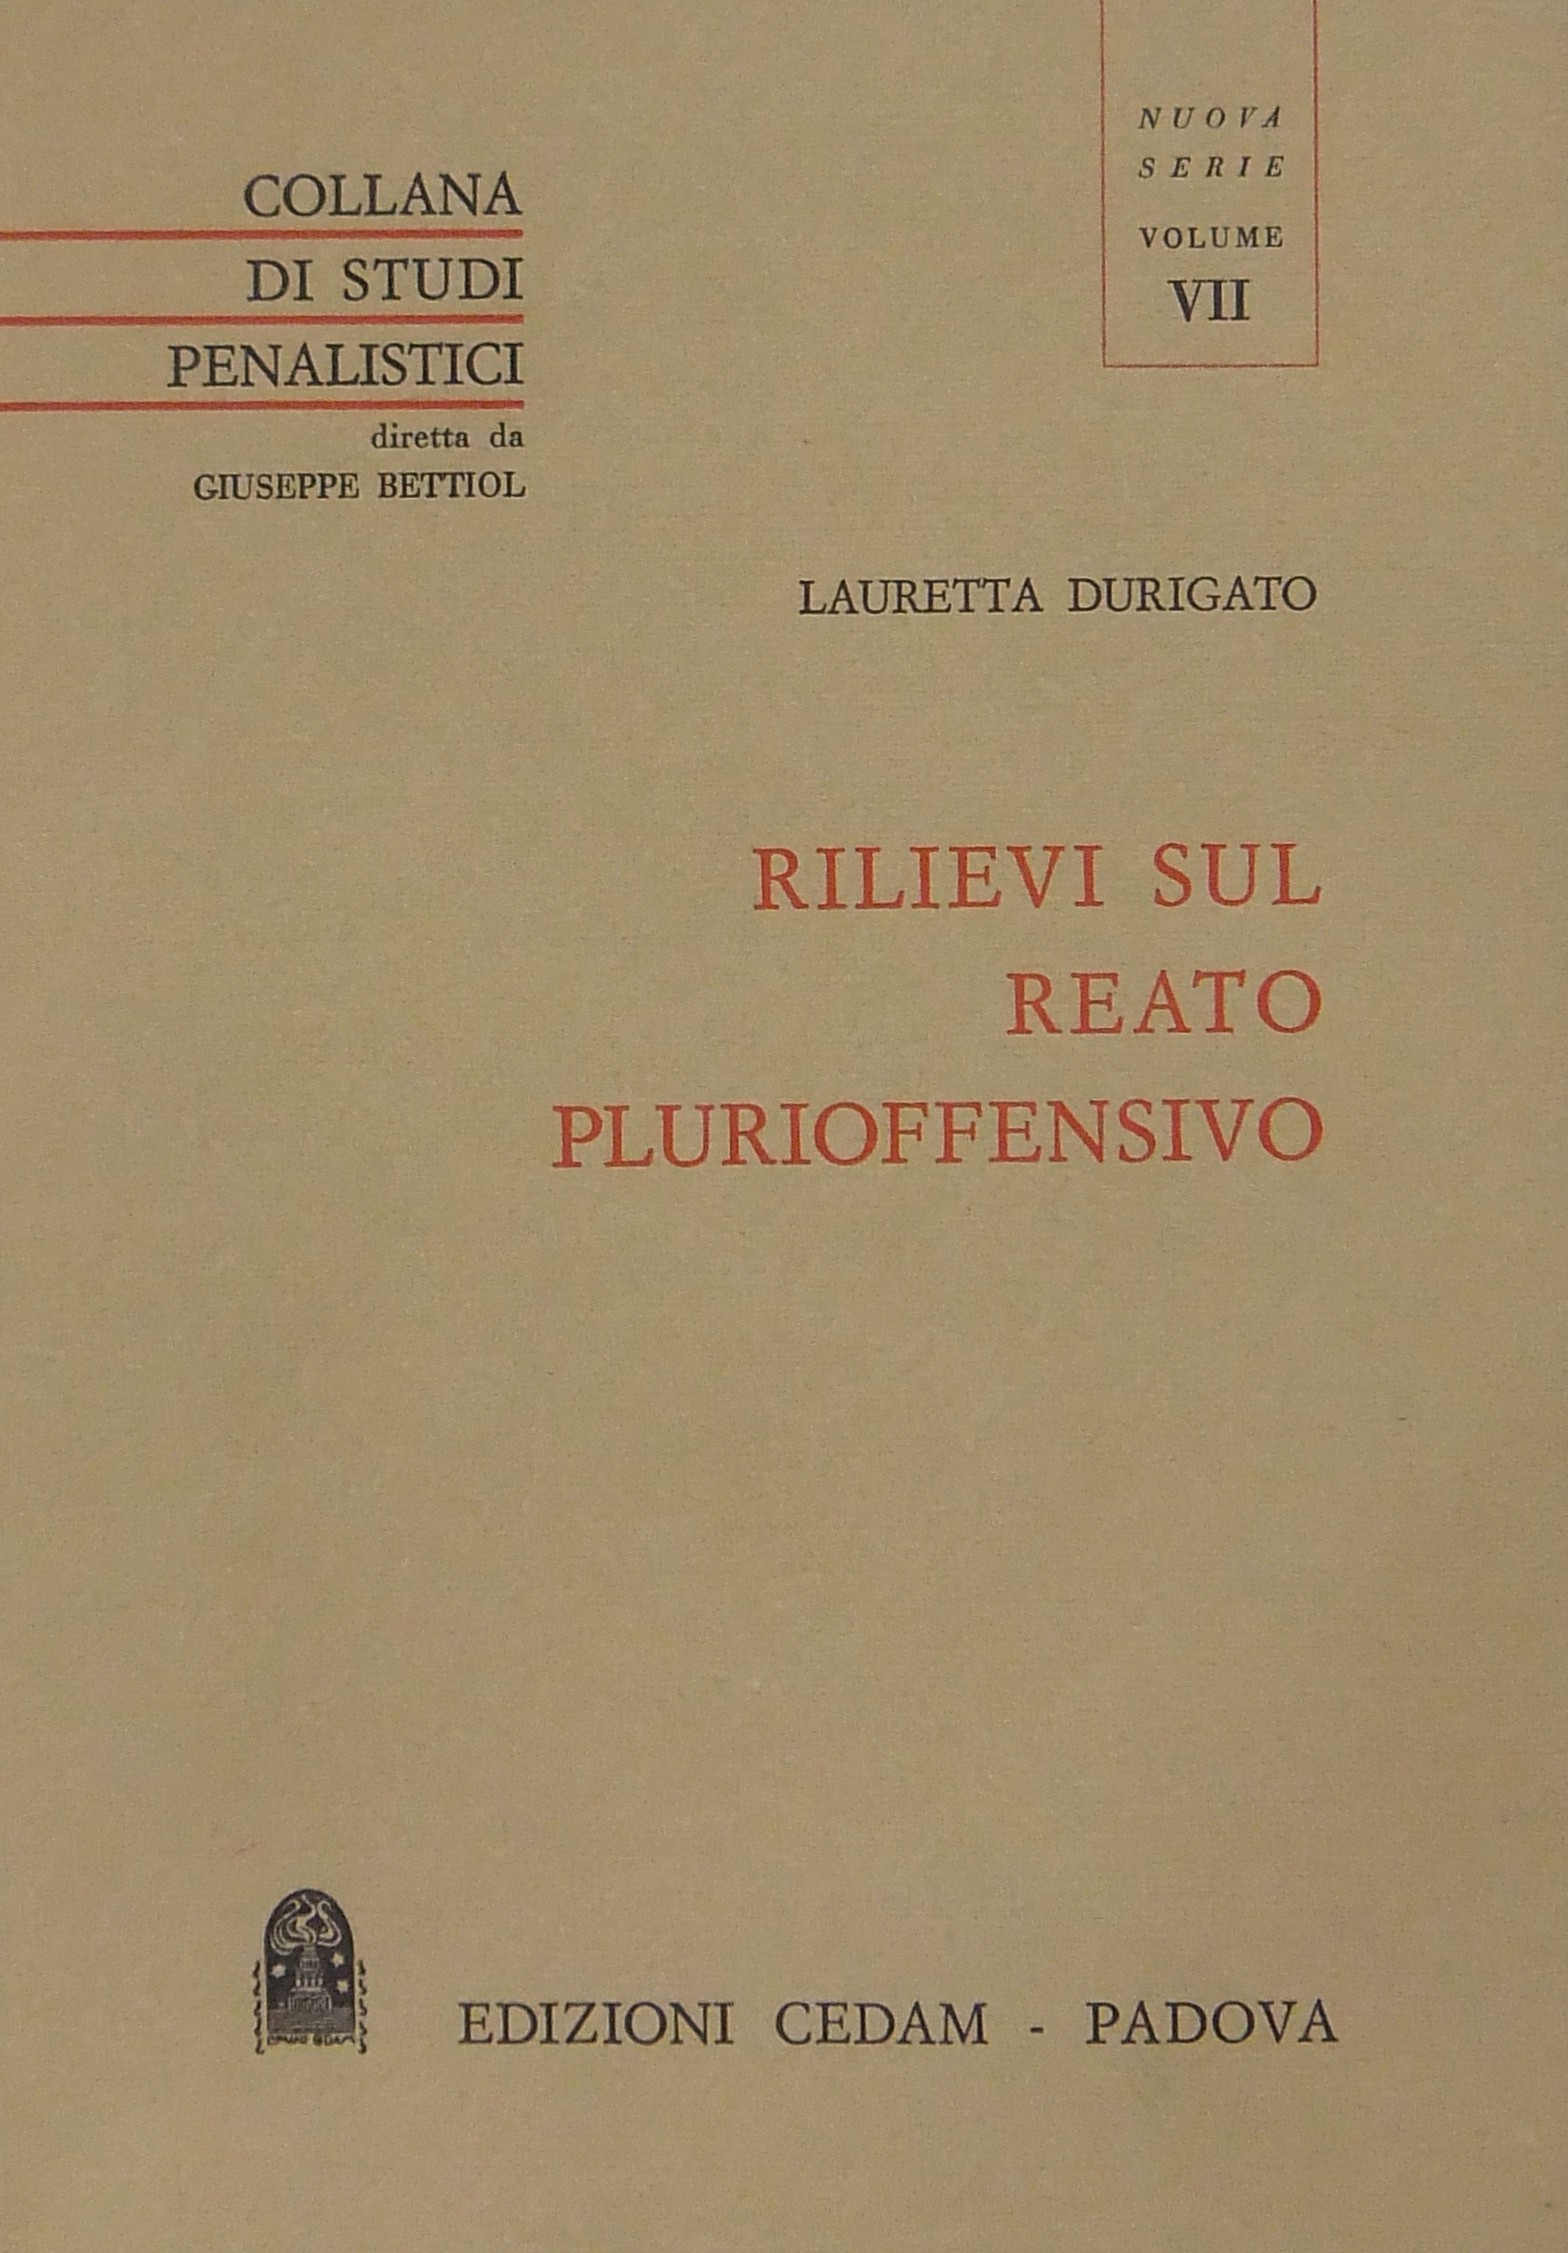 COLLANA
DI STUDI
PENALISTICI
diretta da
GIUSEPPE BETTIOL
NUOVA
SERIE
VOLUME
VII
LAURETTA DURIGATO
RILIEVI SUL
REATO
PLURIOFFENSIVO
EDIZIONI CEDAM - PADOVA